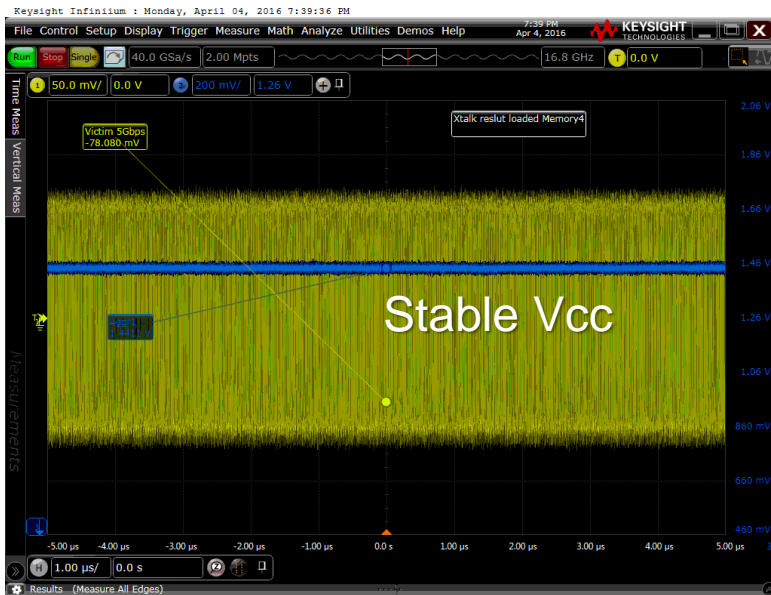 Keysight Infiniium : Monday, April 04, 2016 7:39:36 PM
File Control Setup Display Trigger Measure Math Analyze Utilities Demos Help
7:39 PM
Apr 4, 2016
KEYSIGHT
TECHNOLOGIES
Run Stop Single 40.0 GSa/s 2.00 Mpts 16.8 GHz T 0.0 V
1 50.0 mV/ 0.0 V 200 mV/ 1.26 V
Time Meas
Vertical Meas
Measurements
Victim 5Gbps
-78.080 mV
Xtalk reslut loaded Memory4
2.06 V
1.86 V
1.66 V
1.46 V
1.26 V
1.06 V
860 mV
660 mV
460 mV
Stable Vcc
-5.00 µs -4.00 µs -3.00 µs -2.00 µs -1.00 µs 0.0 s 1.00 µs 2.00 µs 3.00 µs 4.00 µs 5.00 µs
H 1.00 µs/ 0.0 s
Results (Measure All Edges)